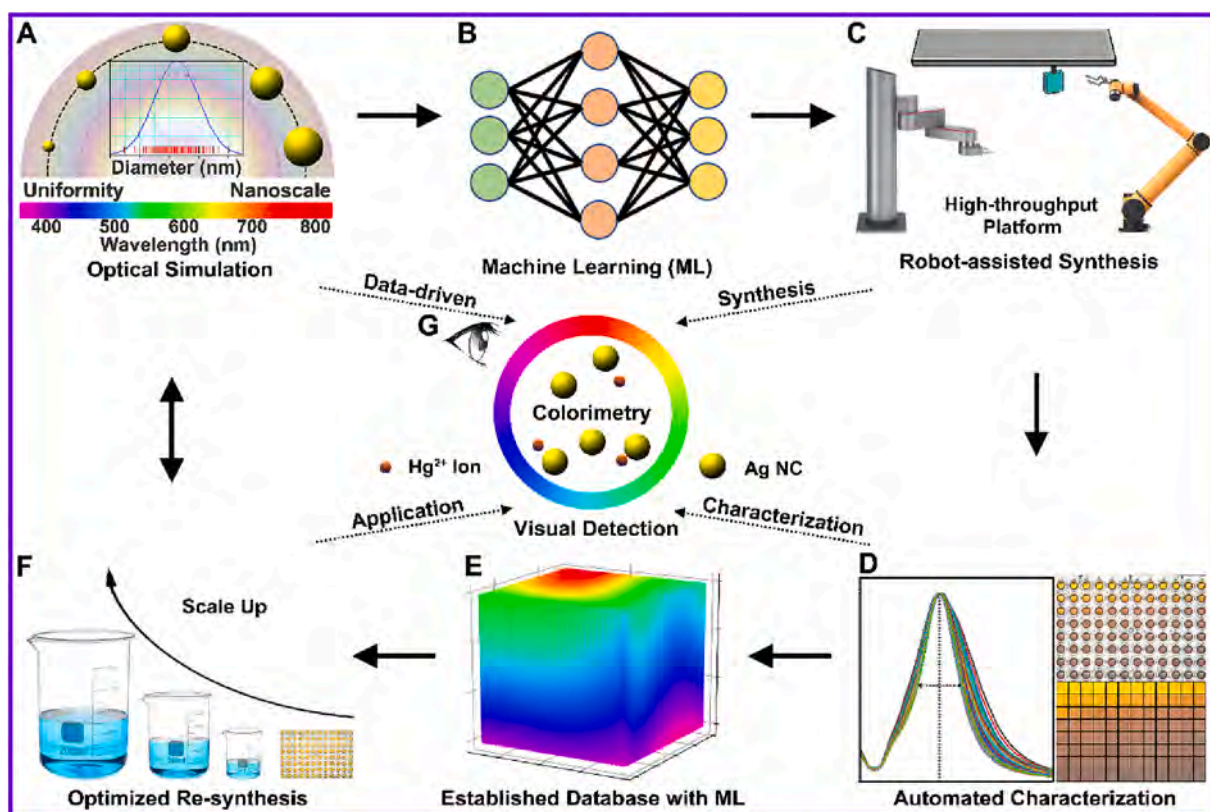 A
Diameter (nm)
Uniformity
Nanoscale
400 500 600 700 800
Wavelength (nm)
Optical Simulation
B
Machine Learning (ML)
C
High-throughput
Platform
Robot-assisted Synthesis
Data-driven
Synthesis
G
Colorimetry
Hg²⁺ Ion
Ag NC
Application
Characterization
Visual Detection
F
Scale Up
Optimized Re-synthesis
E
Established Database with ML
D
Automated Characterization